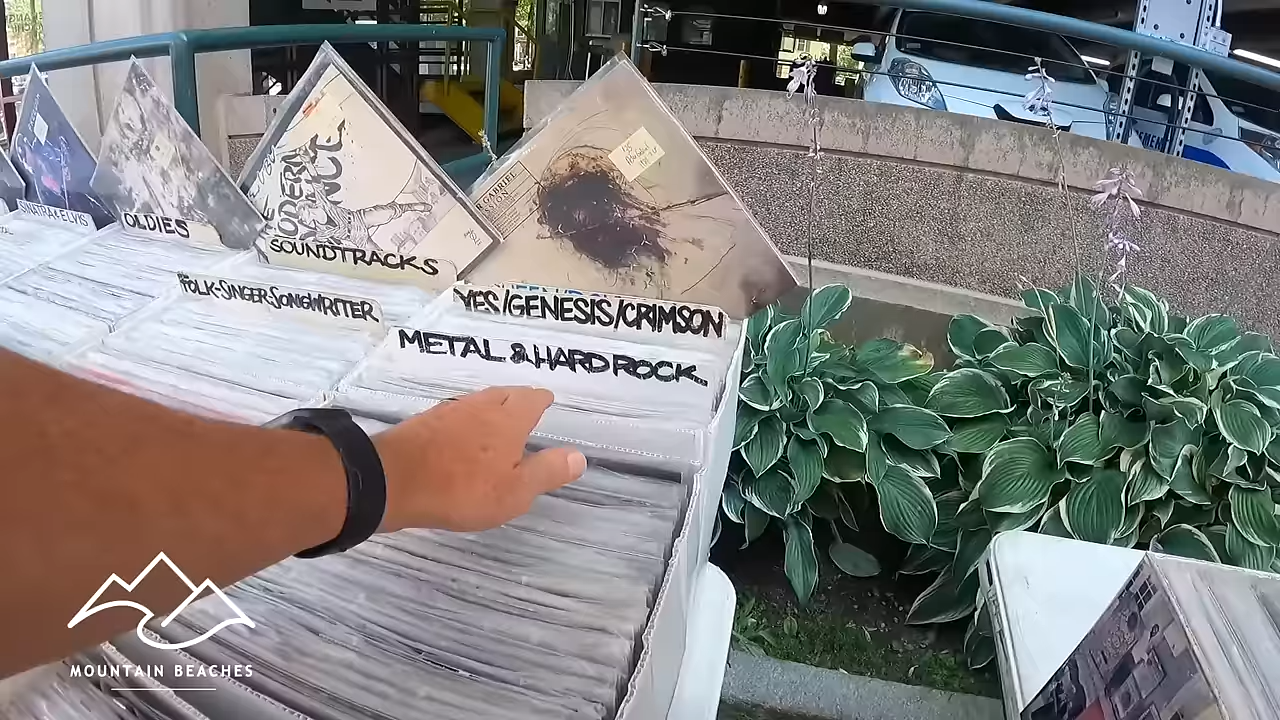 SINATRA & ELVIS
OLDIES
SOUNDTRACKS
FOLK-SINGER-SONGWRITER
YES/GENESIS/CRIMSON
METAL & HARD ROCK
MOUNTAIN BEACHES